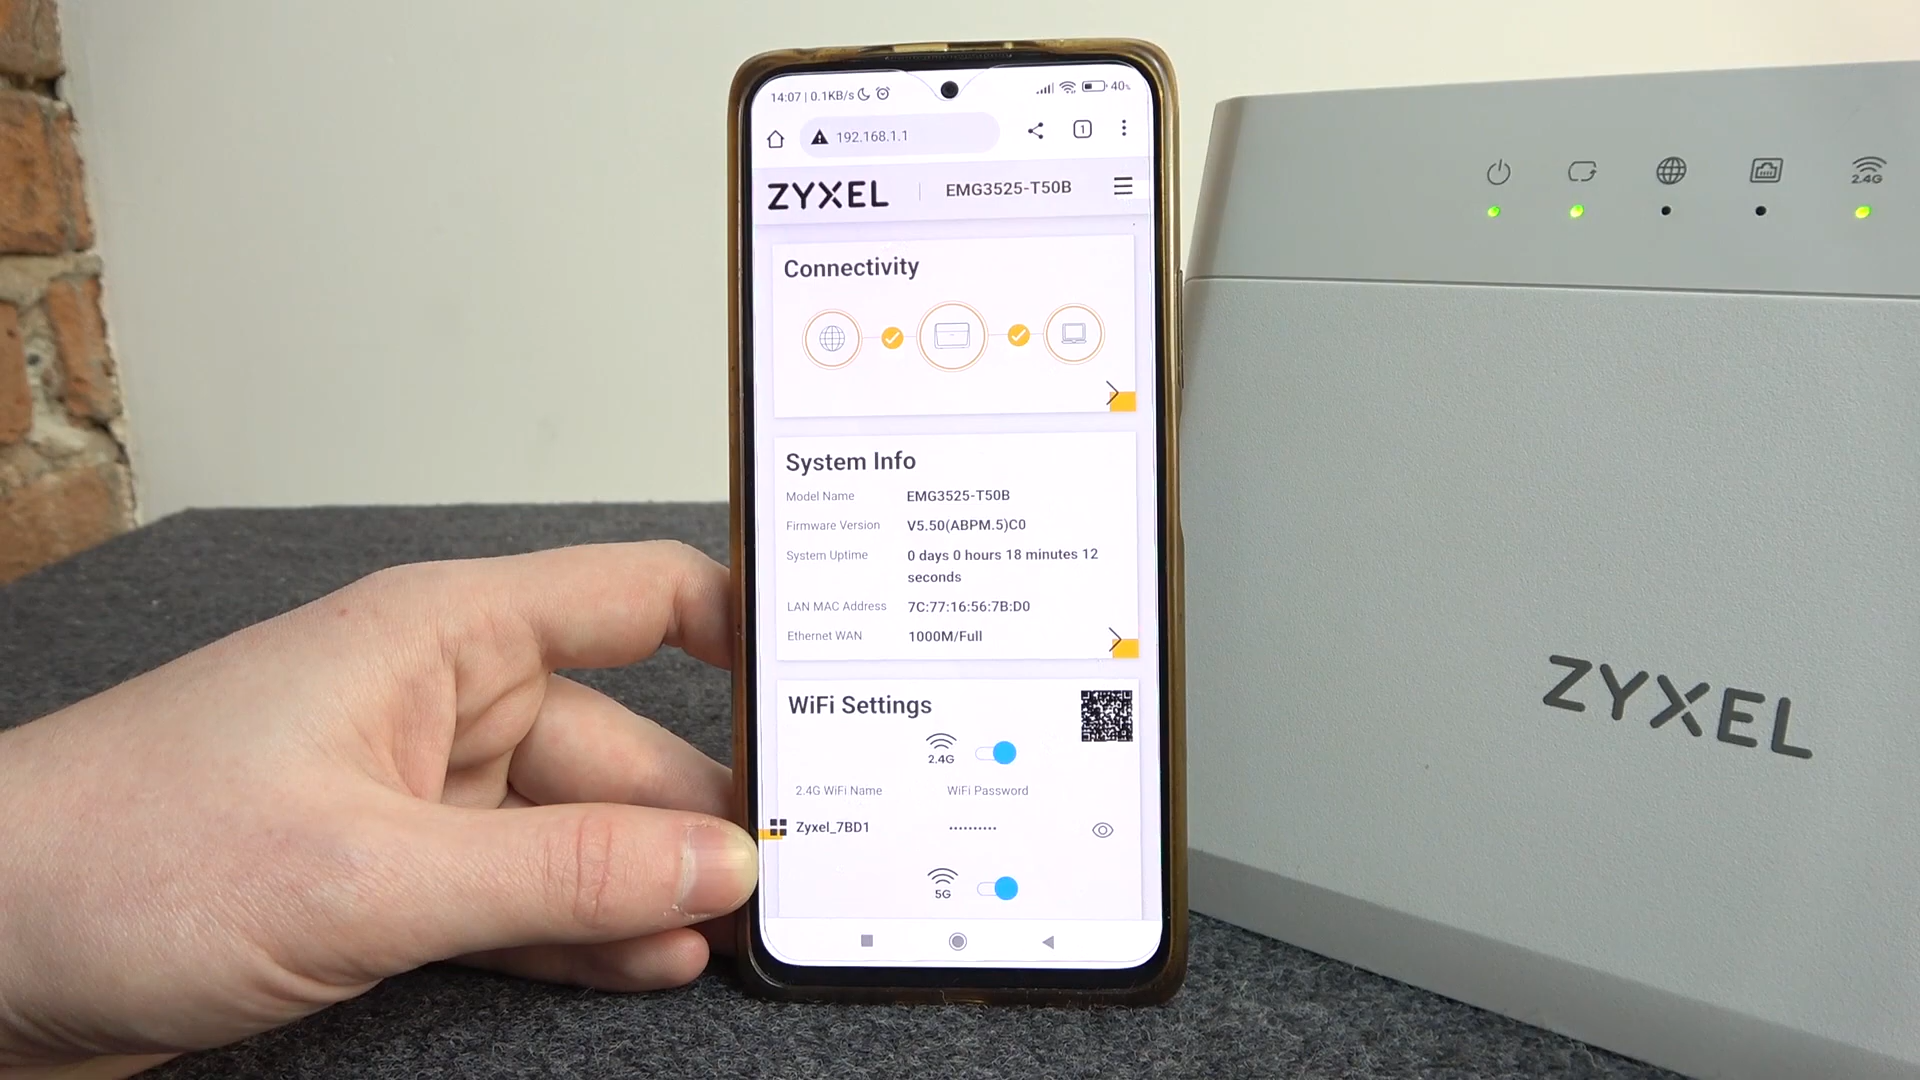 14:07 | 0.1KB/s
40%
192.168.1.1
1
ZYXEL
EMG3525-T50B
Connectivity
System Info
Model Name EMG3525-T50B
Firmware Version V5.50(ABPM.5)C0
System Uptime 0 days 0 hours 18 minutes 12
seconds
LAN MAC Address 7C:77:16:56:7B:D0
Ethernet WAN 1000M/Full
WiFi Settings
2.4G
2.4G WiFi Name WiFi Password
Zyxel_7BD1 ··········
5G
2.4G
ZYXEL